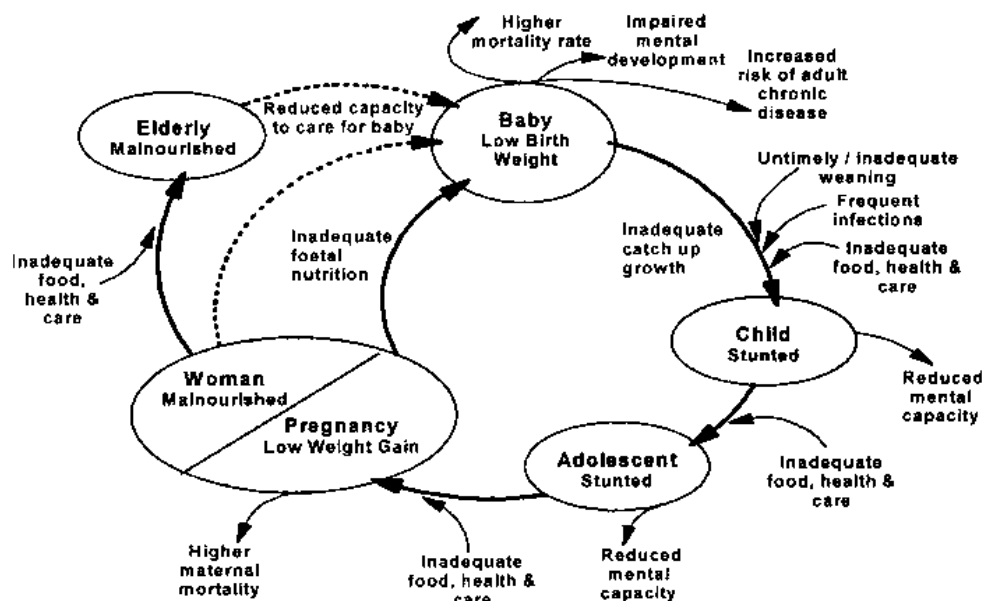 Higher
mortality rate
Impaired
mental
development
Increased
risk of adult
chronic
disease
Elderly
Malnourished
Reduced capacity
to care for baby
Baby
Low Birth
Weight
Untimely / inadequate
weaning
Frequent
infections
Inadequate
food, health &
care
Inadequate
catch up
growth
Inadequate
foetal
nutrition
Inadequate
food,
health &
care
Child
Stunted
Reduced
mental
capacity
Woman
Malnourished
Pregnancy
Low Weight Gain
Adolescent
Stunted
Inadequate
food, health &
care
Higher
maternal
mortality
Inadequate
food, health &
care
Reduced
mental
capacity